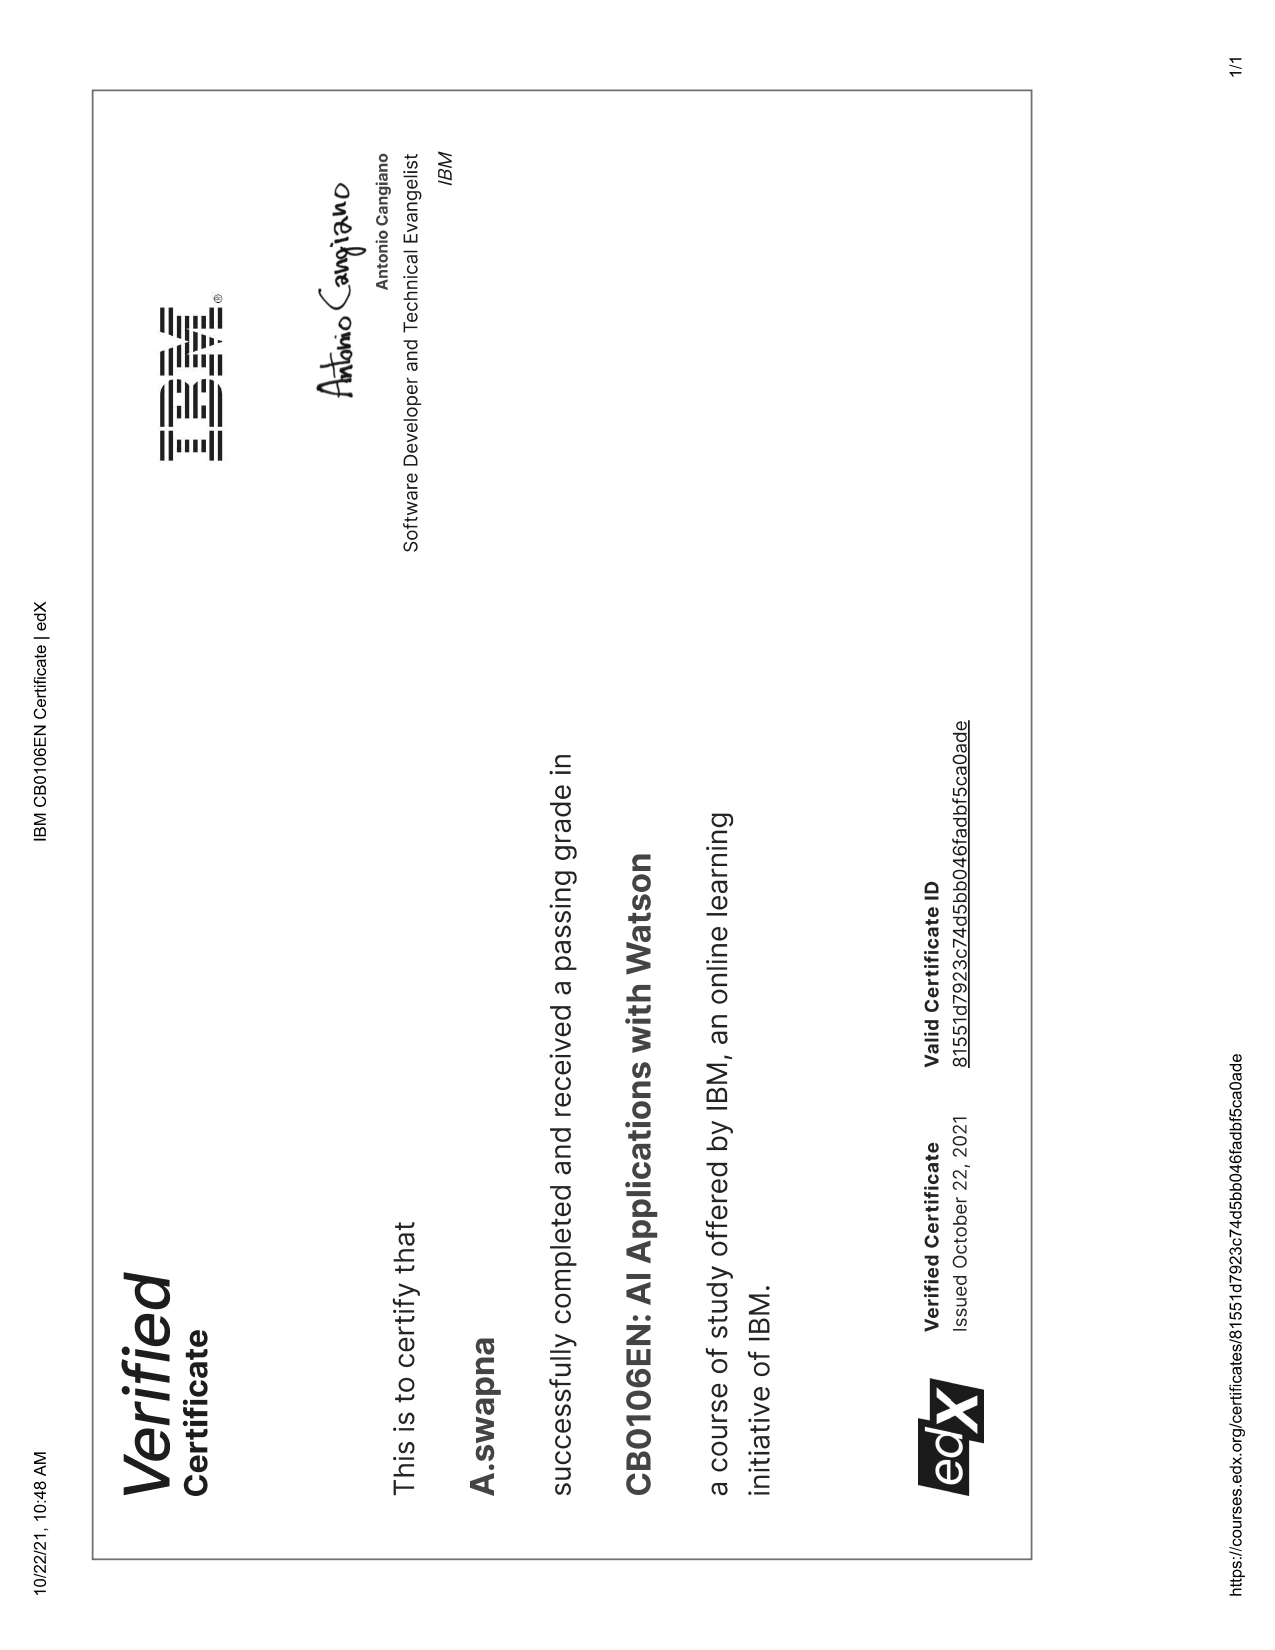 10/22/21, 10:48 AM
IBM CB0106EN Certificate | edX
Verified
Certificate
IBM®
Antonio Cangiano
Antonio Cangiano
Software Developer and Technical Evangelist
IBM
This is to certify that
A.swapna
successfully completed and received a passing grade in
CB0106EN: AI Applications with Watson
a course of study offered by IBM, an online learning
initiative of IBM.
edX
Verified Certificate
Issued October 22, 2021
Valid Certificate ID
81551d7923c74d5bb046fadbf5ca0ade
https://courses.edx.org/certificates/81551d7923c74d5bb046fadbf5ca0ade
1/1